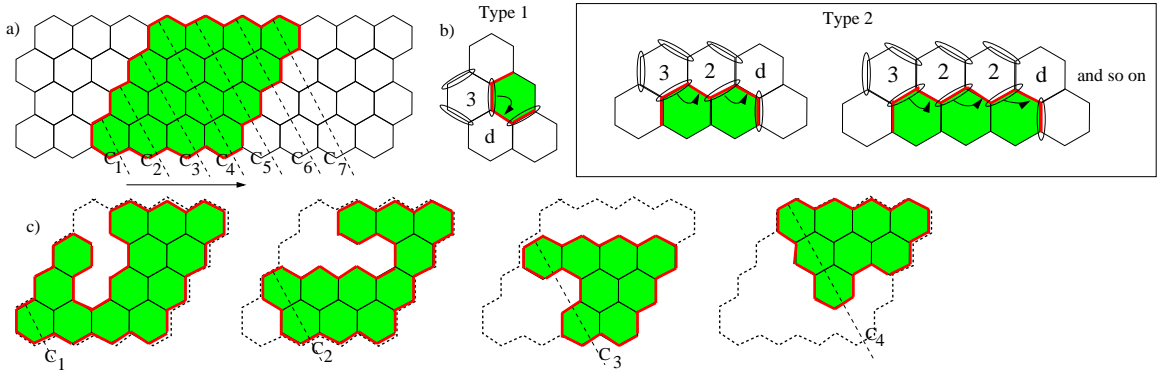 a)
C1 C2 C3 C4 C5 C6 C7
b)
Type 1
3
d
Type 2
3 2 d
3 2 2 d
and so on
c)
C1
C2
C3
C4